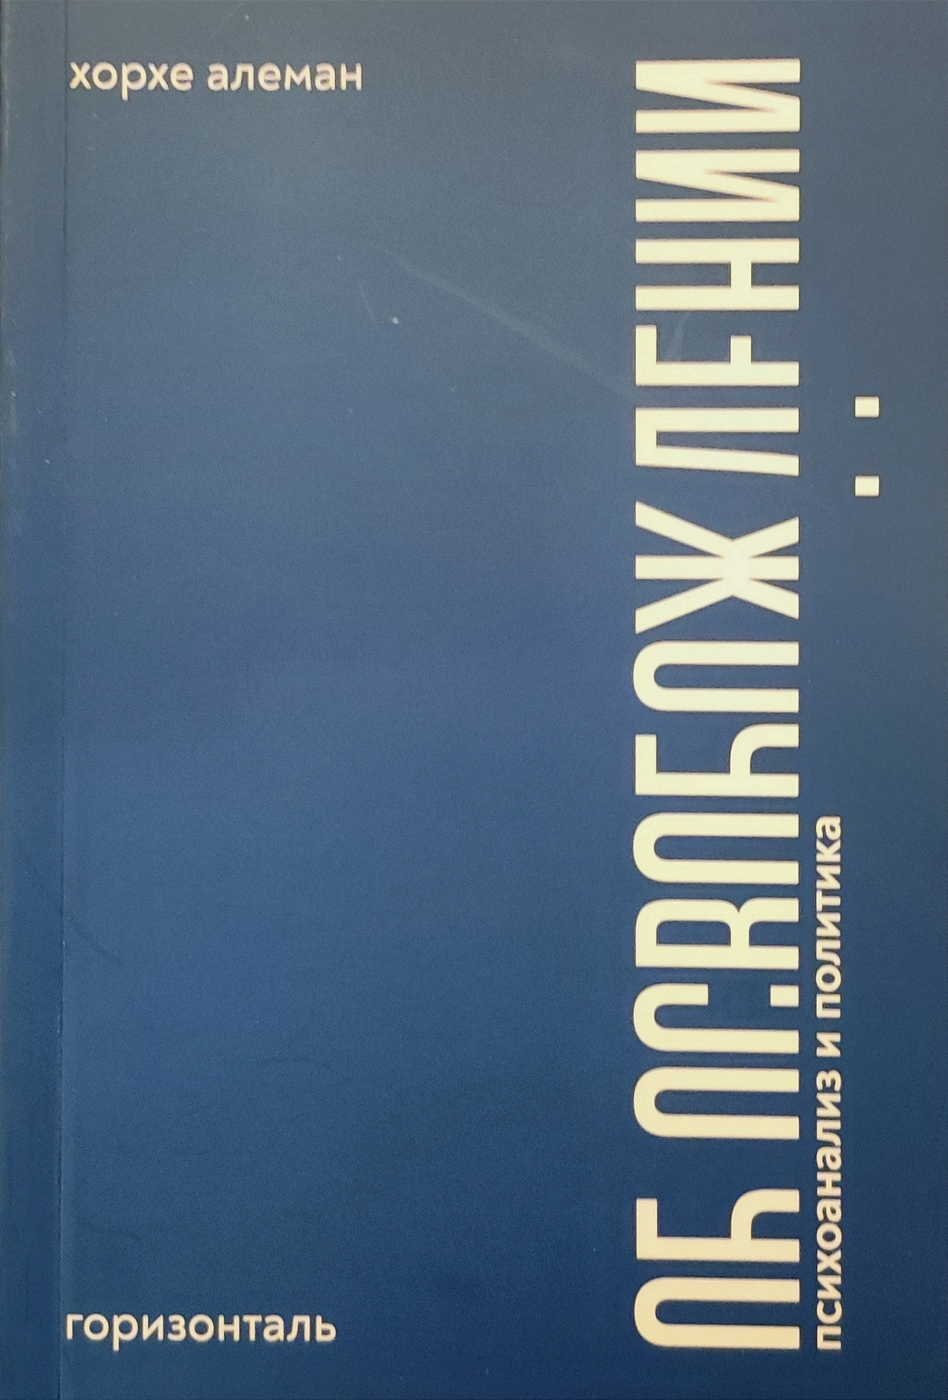 хорхе алеман
ОБ ОСВОБОЖДЕНИИ
психоанализ и политика
горизонталь